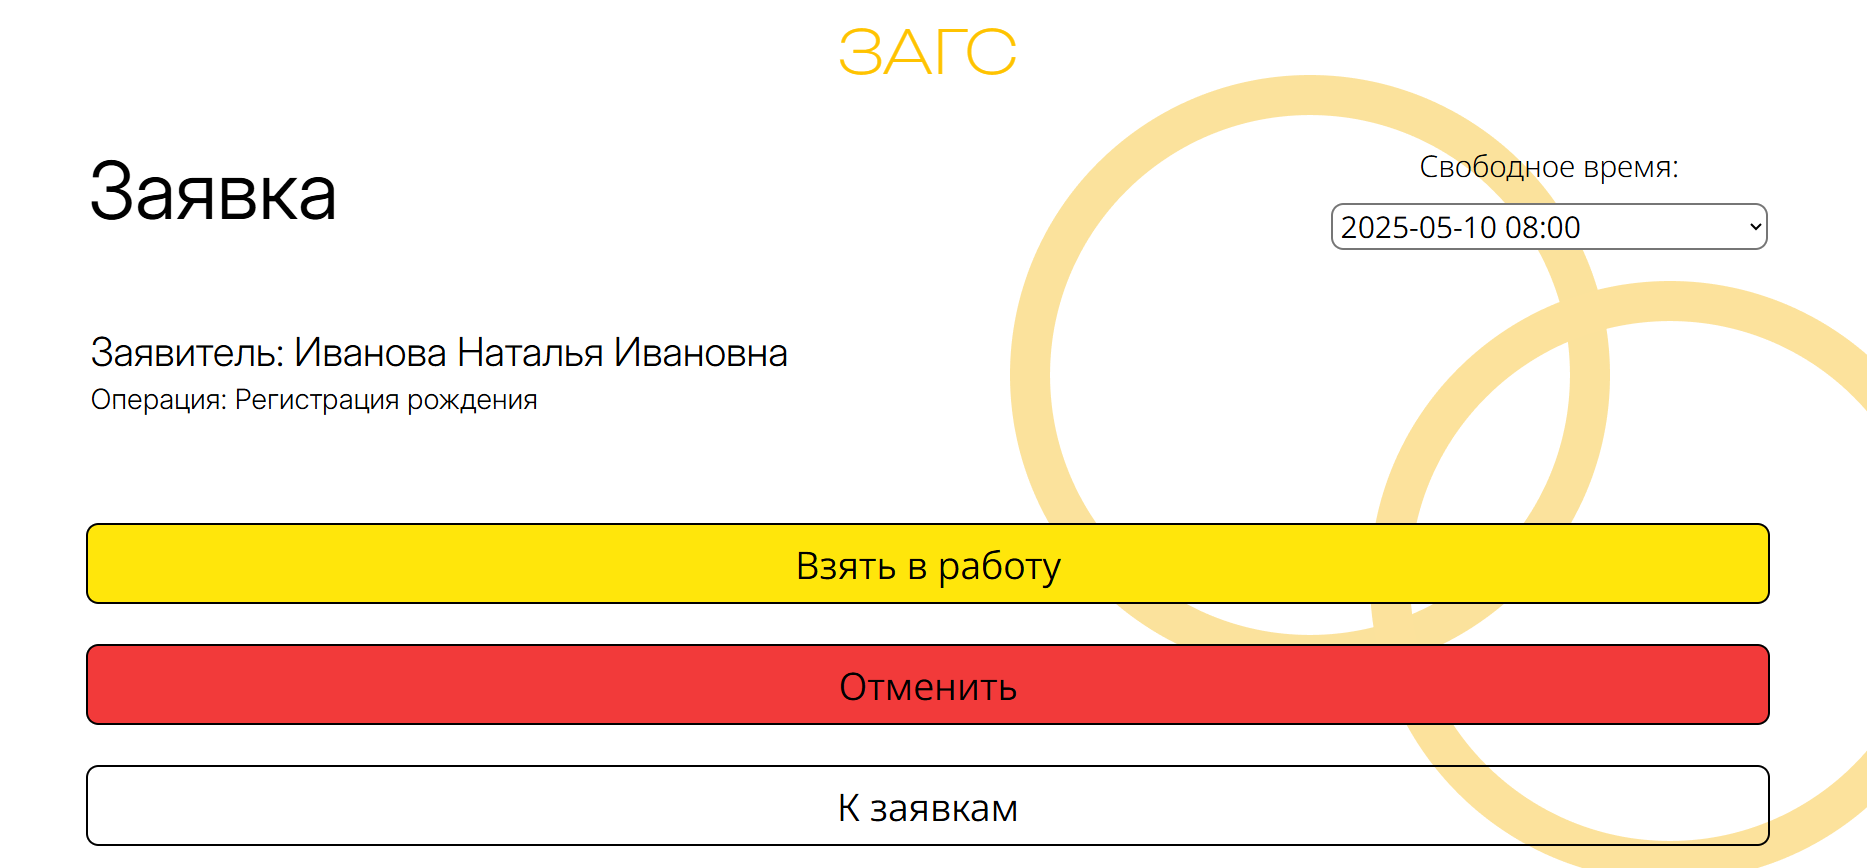 ЗАГС
Заявка
Свободное время:
2025-05-10 08:00
Заявитель: Иванова Наталья Ивановна
Операция: Регистрация рождения
Взять в работу
Отменить
К заявкам